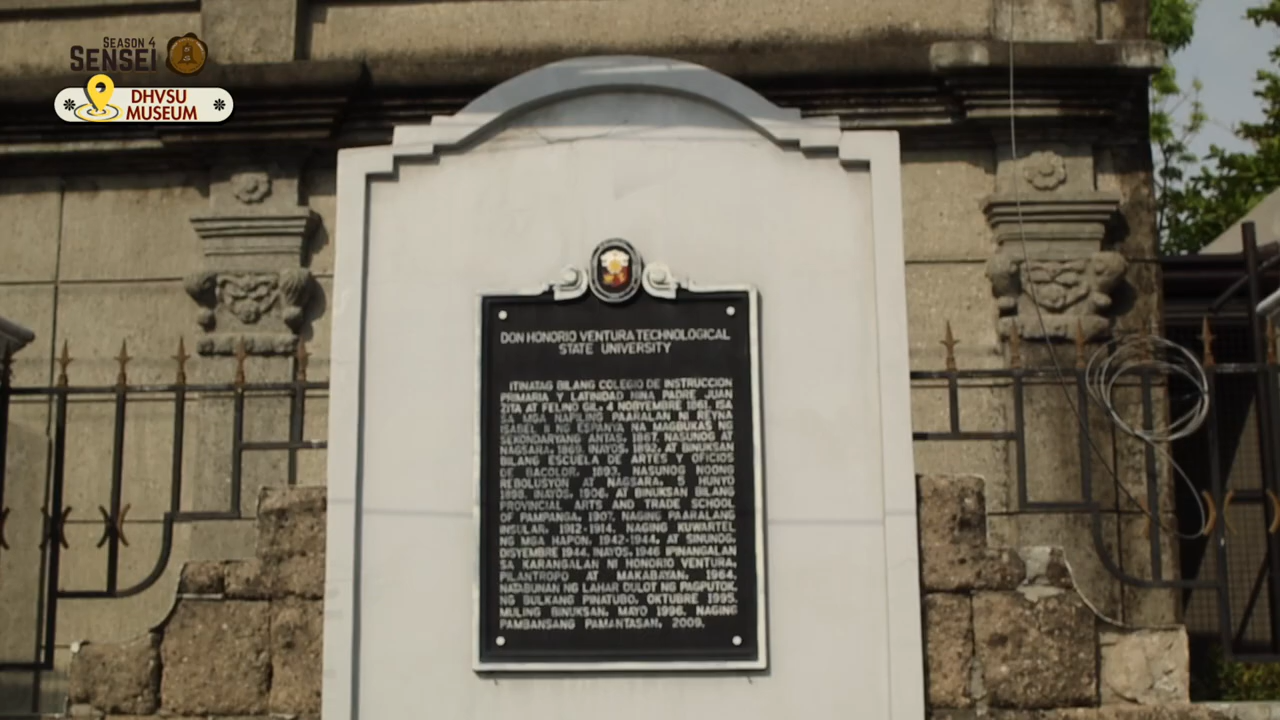 SEASON 4
SENSEI
DHVSU
MUSEUM
DON HONORIO VENTURA TECHNOLOGICAL
STATE UNIVERSITY
ITINATAG BILANG COLEGIO DE INSTRUCCION
PRIMARIA Y LATINIDAD NINA PADRE JUAN
ZITA AT FELINO GIL, 4 NOBYEMBRE 1861. ISA
SA MGA NAPILING PAARALAN NI REYNA
ISABEL II NG ESPANYA NA MAGBUKAS NG
SEKONDARYANG ANTAS, 1867. NASUNOG AT
NAGSARA, 1869. INAYOS, 1892, AT BINUKSAN
BILANG ESCUELA DE ARTES Y OFICIOS
DE BACOLOR, 1893. NASUNOG NOONG
REBOLUSYON AT NAGSARA, 5 HUNYO
1898. INAYOS, 1906, AT BINUKSAN BILANG
PROVINCIAL ARTS AND TRADE SCHOOL
OF PAMPANGA, 1907. NAGING PAARALANG
INSULAR, 1912-1914. NAGING KUWARTEL
NG MGA HAPON, 1942-1944, AT SINUNOG,
DISYEMBRE 1944. INAYOS, 1946 IPINANGALAN
SA KARANGALAN NI HONORIO VENTURA,
PILANTROPO AT MAKABAYAN, 1964.
NATABUNAN NG LAHAR DULOT NG PAGPUTOK
NG BULKANG PINATUBO, OKTUBRE 1995.
MULING BINUKSAN, MAYO 1996. NAGING
PAMBANSANG PAMANTASAN, 2009.